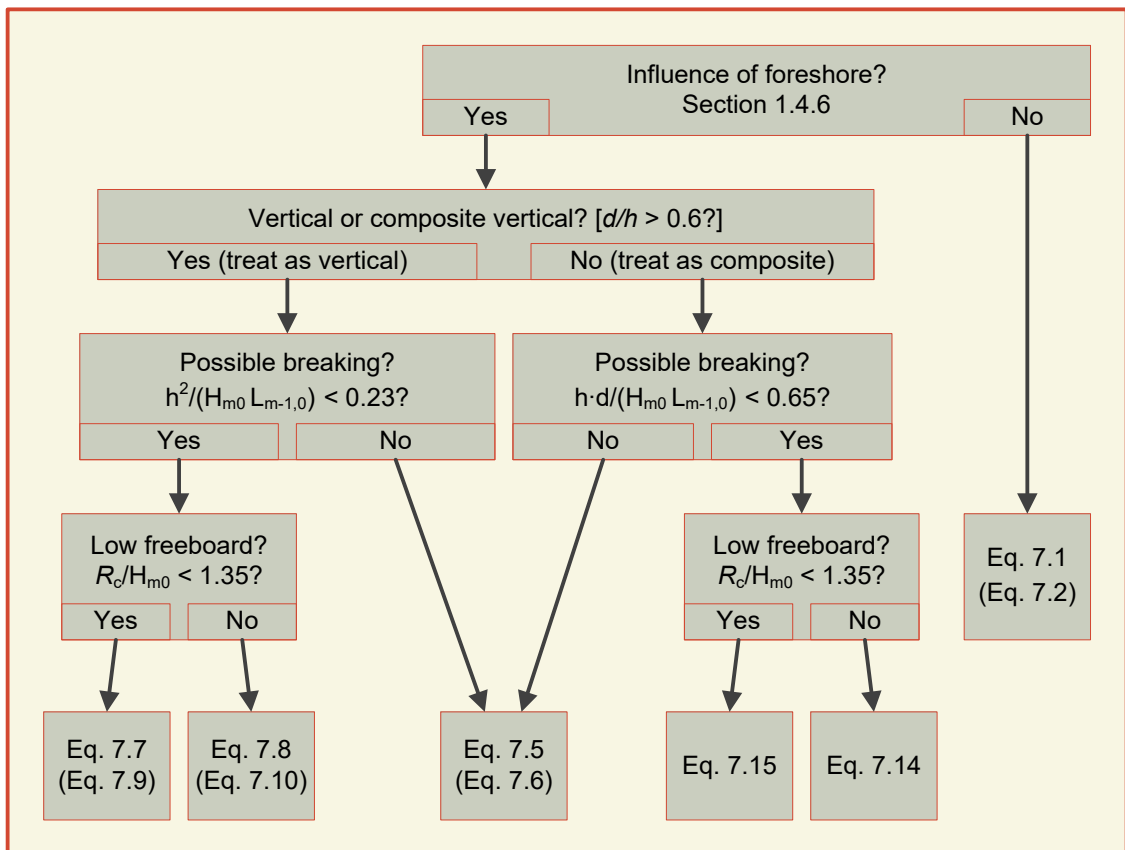 Influence of foreshore?
Section 1.4.6
Yes
No
Vertical or composite vertical? [d/h > 0.6?]
Yes (treat as vertical)
No (treat as composite)
Possible breaking?
h²/(Hm0 Lm-1,0) < 0.23?
Yes
No
Possible breaking?
h·d/(Hm0 Lm-1,0) < 0.65?
No
Yes
Low freeboard?
Rc/Hm0 < 1.35?
Yes
No
Low freeboard?
Rc/Hm0 < 1.35?
Yes
No
Eq. 7.1
(Eq. 7.2)
Eq. 7.7
(Eq. 7.9)
Eq. 7.8
(Eq. 7.10)
Eq. 7.5
(Eq. 7.6)
Eq. 7.15
Eq. 7.14